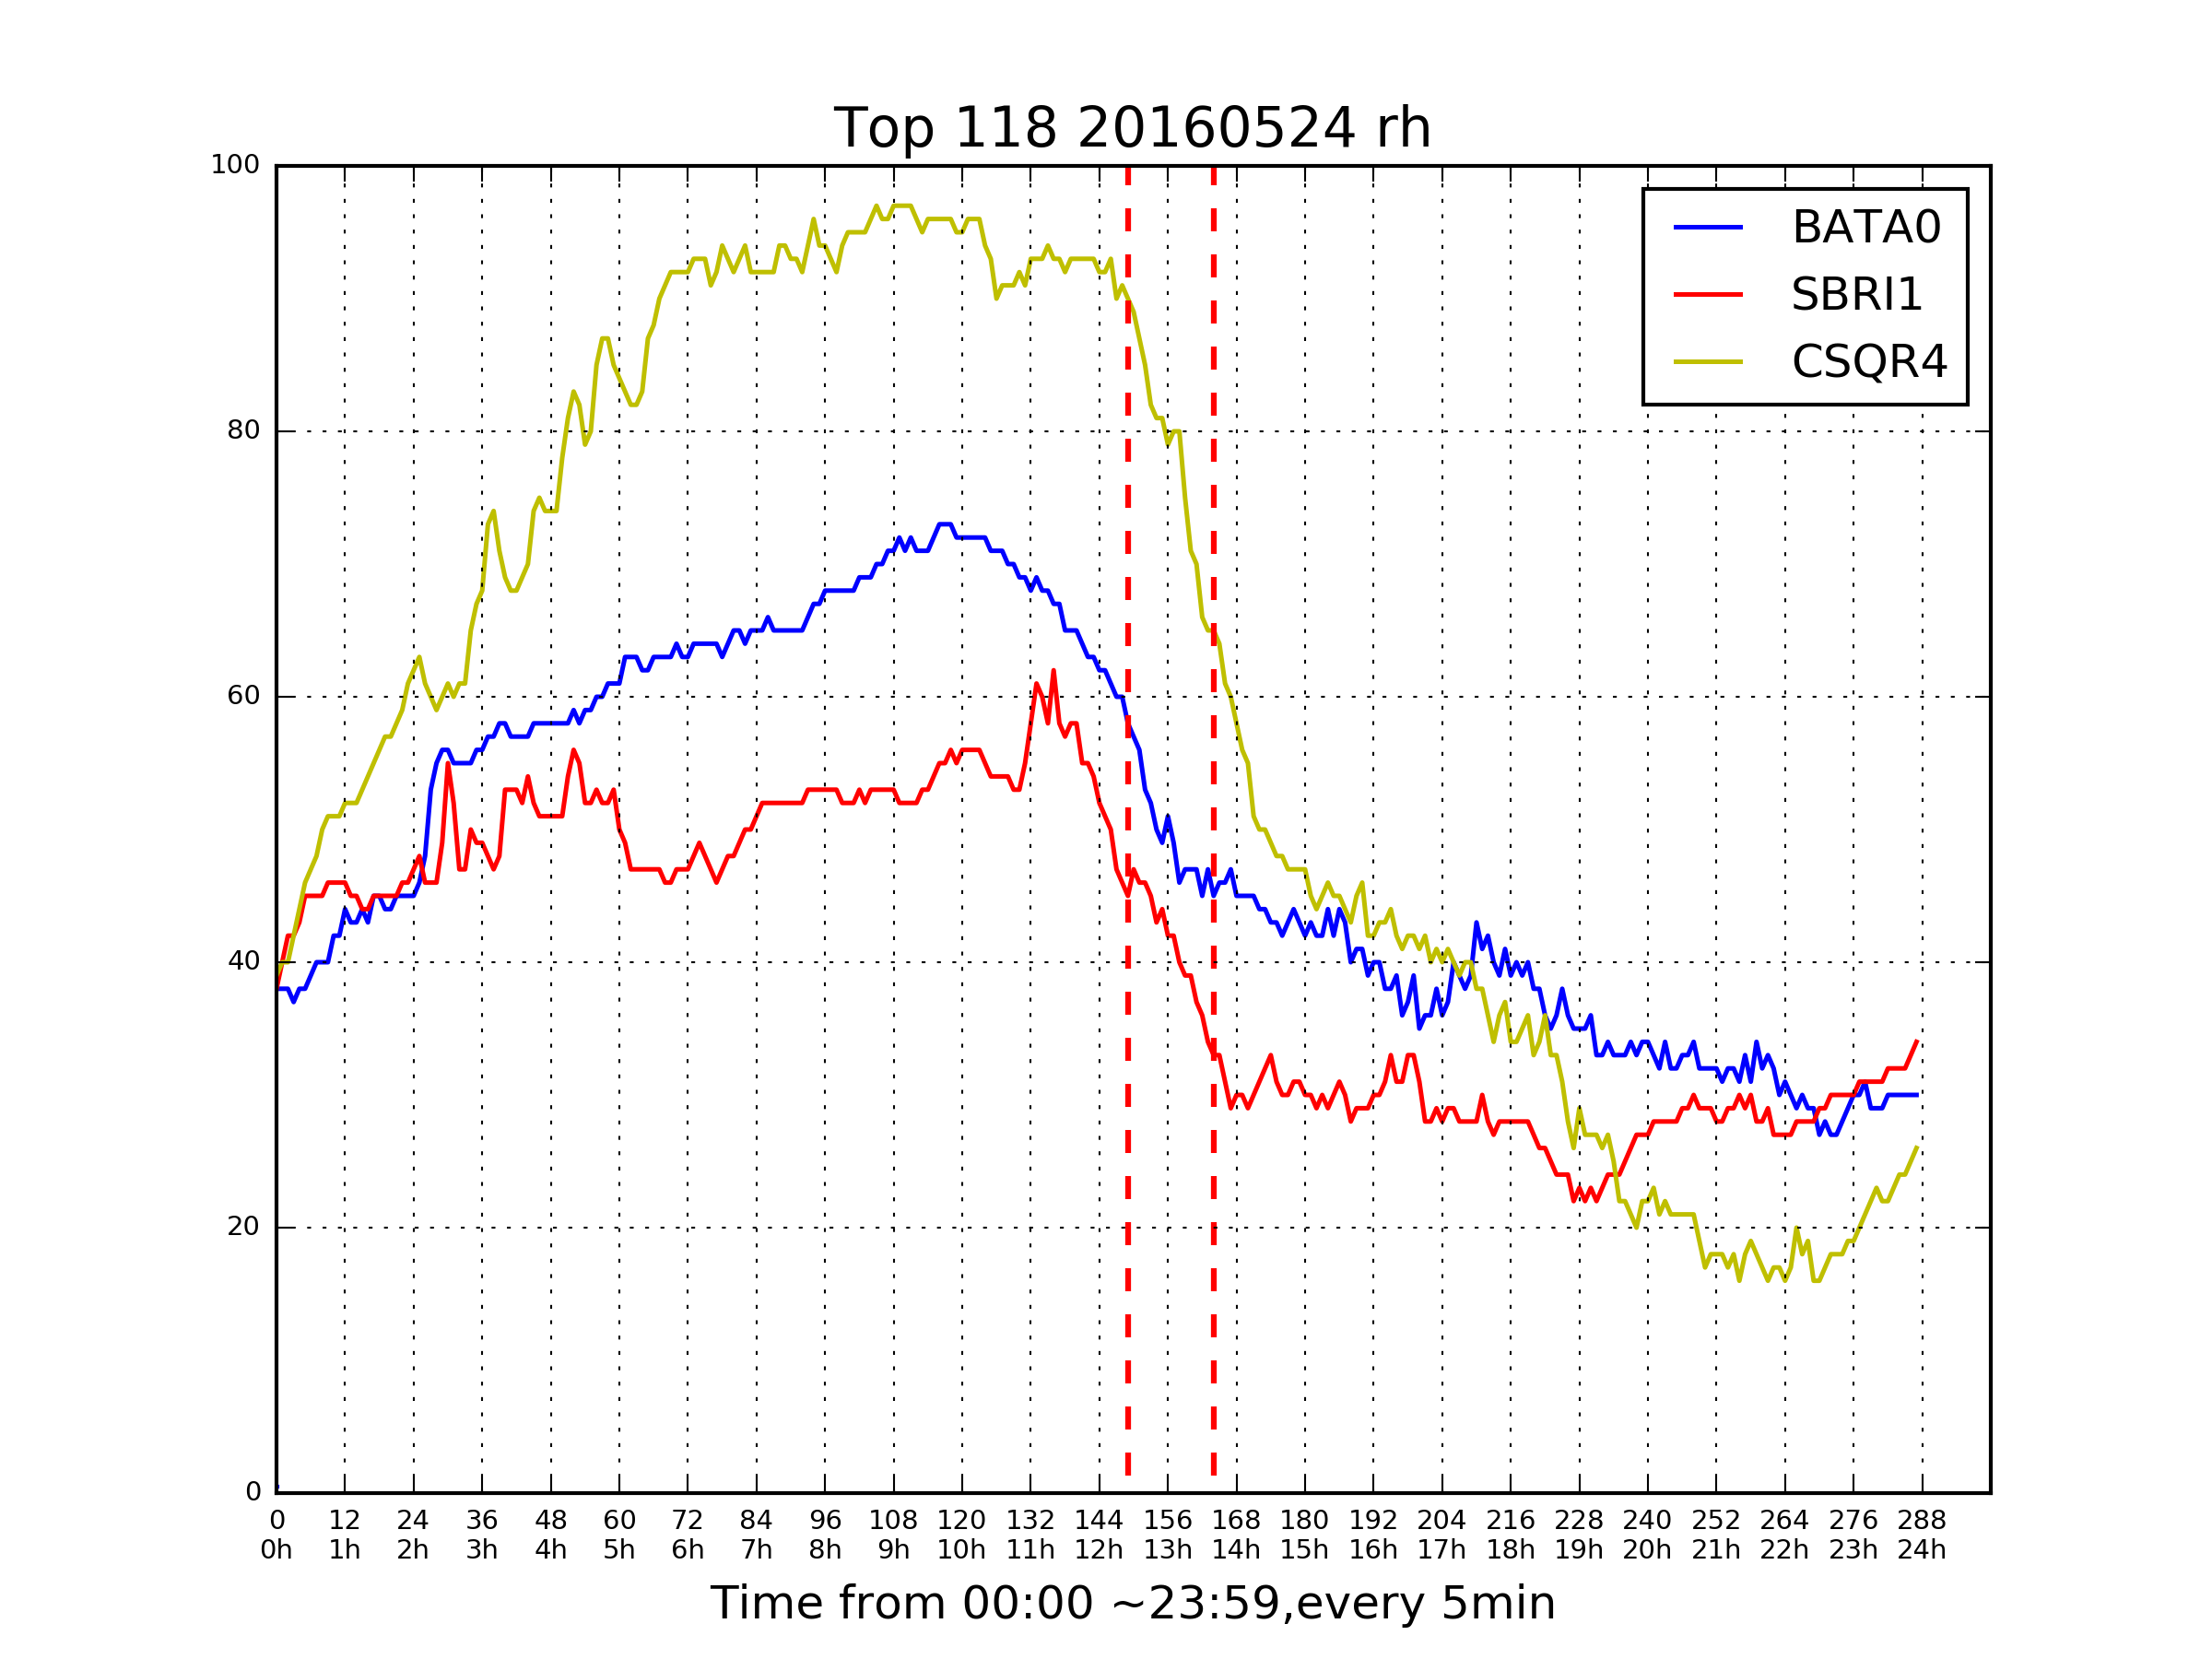 Top 118 20160524 rh
100
80
60
40
20
0
BATA0
SBRI1
CSQR4
0 12 24 36 48 60 72 84 96 108 120 132 144 156 168 180 192 204 216 228 240 252 264 276 288
0h 1h 2h 3h 4h 5h 6h 7h 8h 9h 10h 11h 12h 13h 14h 15h 16h 17h 18h 19h 20h 21h 22h 23h 24h
Time from 00:00 ~23:59,every 5min